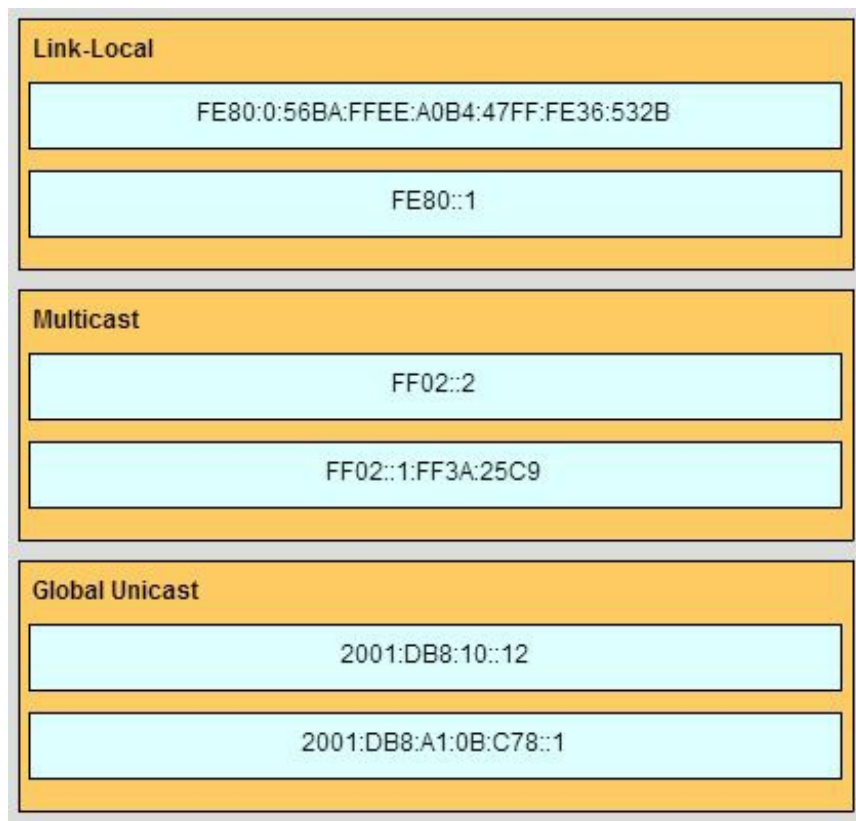 Link-Local
FE80:0:56BA:FFEE:A0B4:47FF:FE36:532B
FE80::1
Multicast
FF02::2
FF02::1:FF3A:25C9
Global Unicast
2001:DB8:10::12
2001:DB8:A1:0B:C78::1